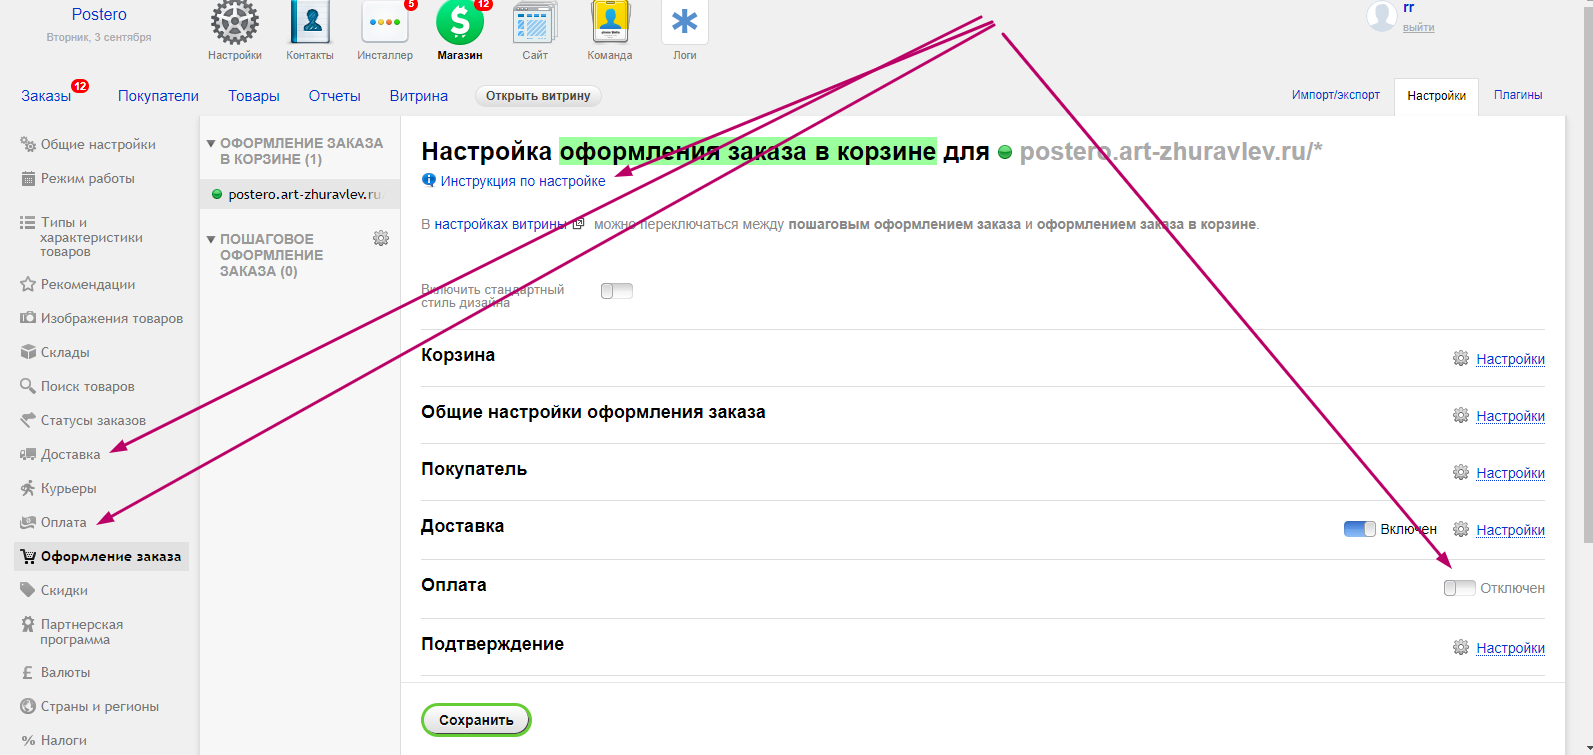 Postero
Вторник, 3 сентября
Настройки
Контакты
5
Инсталлер
12
Магазин
Сайт
Команда
Логи
rr
выйти
Заказы 12
Покупатели
Товары
Отчеты
Витрина
Открыть витрину
Импорт/экспорт
Настройки
Плагины
Общие настройки
Режим работы
Типы и
характеристики
товаров
Рекомендации
Изображения товаров
Склады
Поиск товаров
Статусы заказов
Доставка
Курьеры
Оплата
Оформление заказа
Скидки
Партнерская
программа
Валюты
Страны и регионы
Налоги
ОФОРМЛЕНИЕ ЗАКАЗА
В КОРЗИНЕ (1)
postero.art-zhuravlev.ru/
ПОШАГОВОЕ
ОФОРМЛЕНИЕ
ЗАКАЗА (0)
Настройка оформления заказа в корзине для postero.art-zhuravlev.ru/*
Инструкция по настройке
В настройках витрины можно переключаться между пошаговым оформлением заказа и оформлением заказа в корзине.
Включить стандартный
стиль дизайна
Корзина
Настройки
Общие настройки оформления заказа
Настройки
Покупатель
Настройки
Доставка
Включен
Настройки
Оплата
Отключен
Подтверждение
Настройки
Сохранить